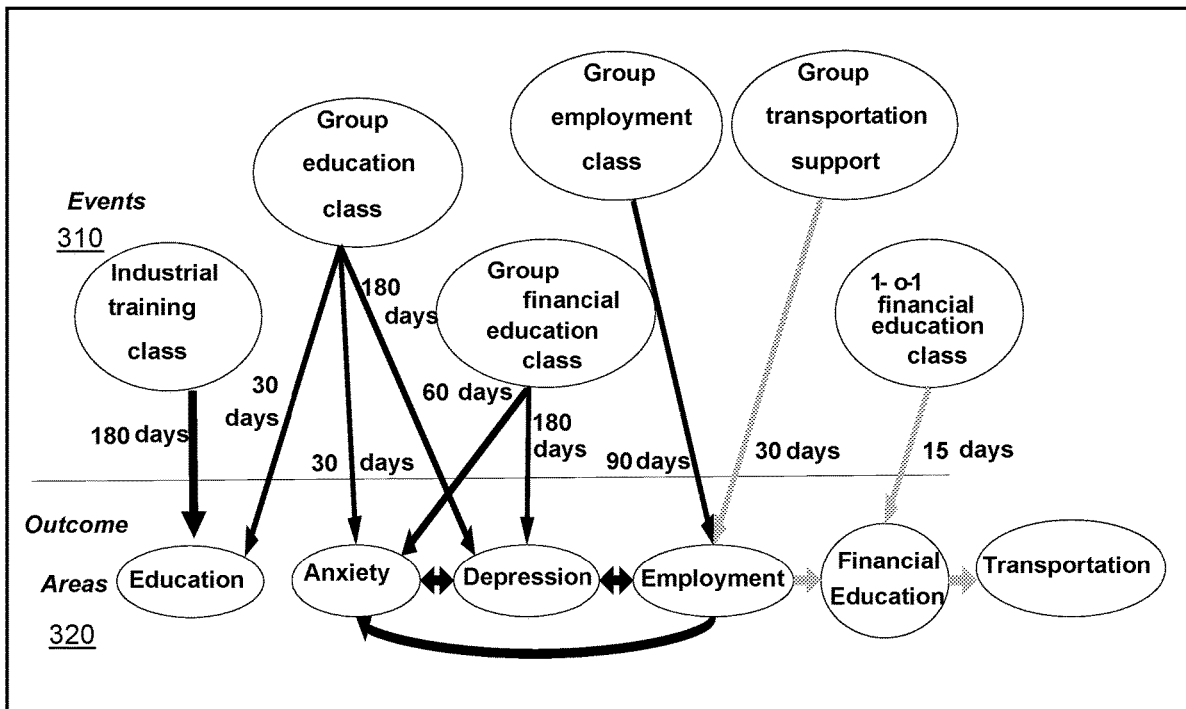 Group
employment
class
Group
transportation
support
Group
education
class
Events
310
Industrial
training
class
180
days
Group
financial
education
class
1- o-1
financial
education
class
30
days
60 days
180
days
180 days
30 days
90 days
30 days
15 days
Outcome
Areas
320
Education
Anxiety
Depression
Employment
Financial
Education
Transportation